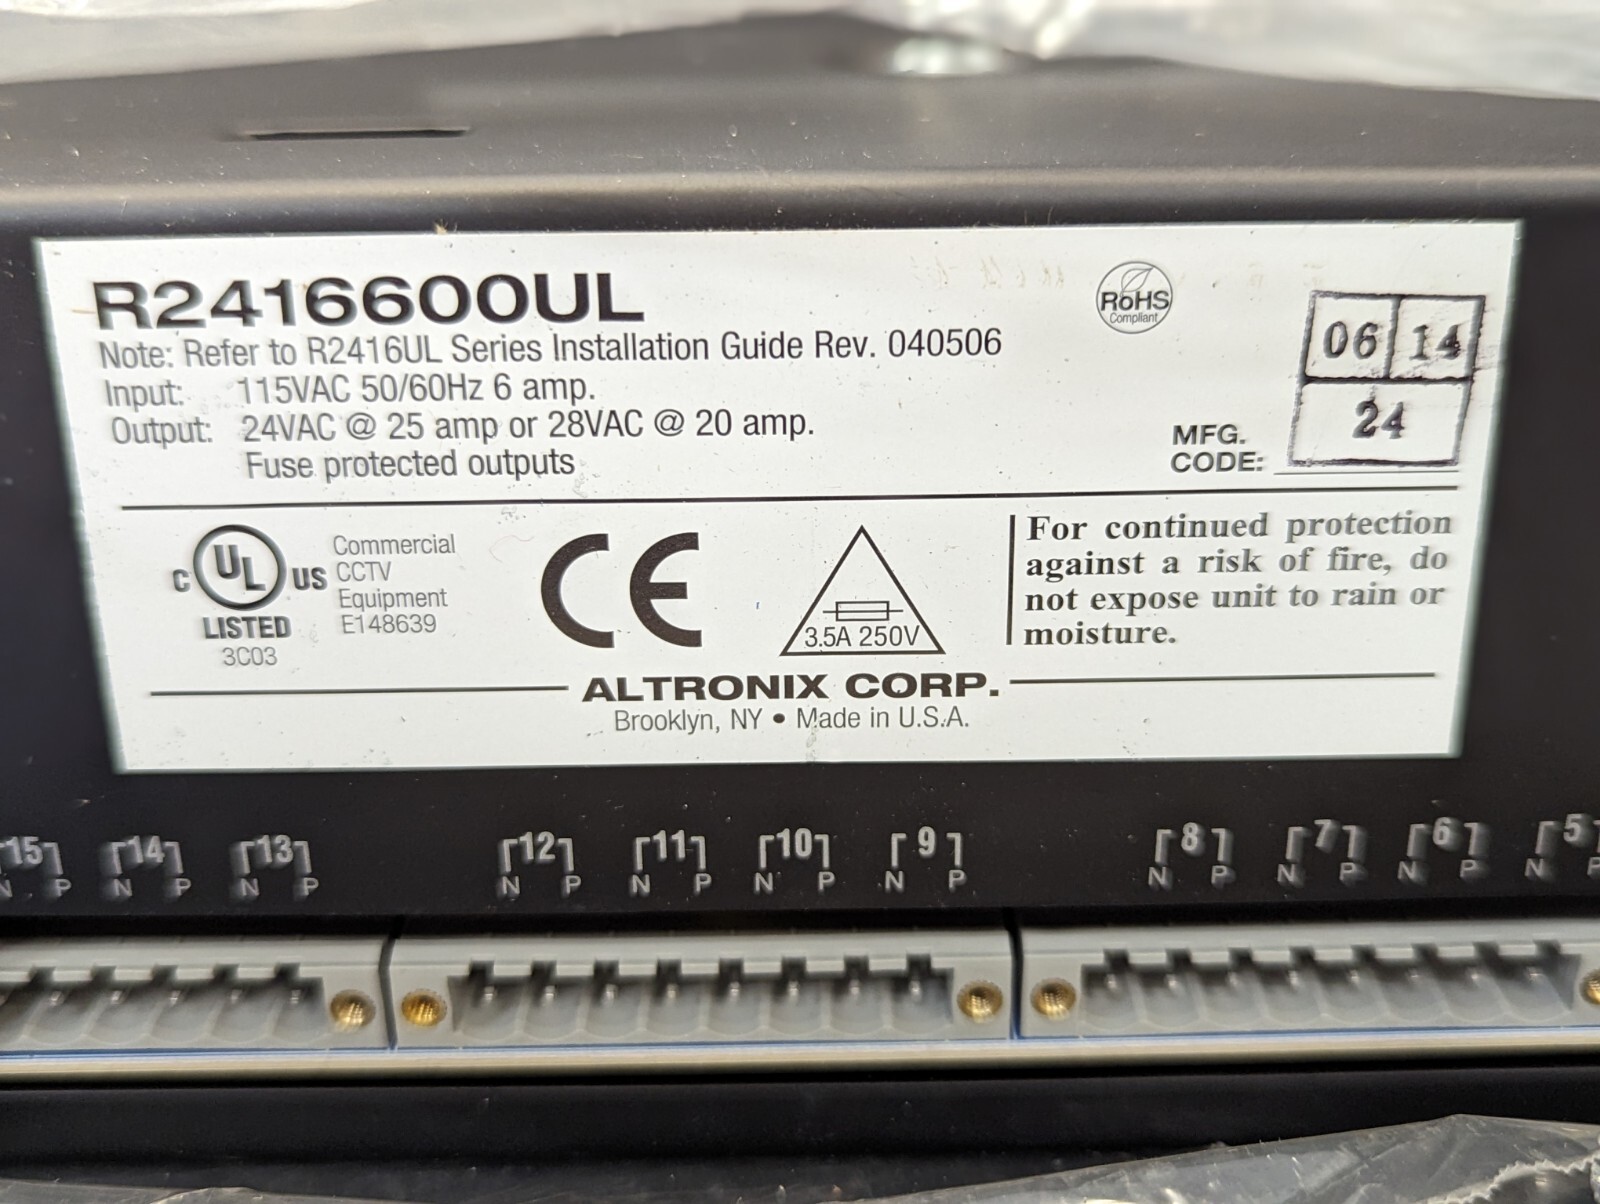 R2416600UL
Note: Refer to R2416UL Series Installation Guide Rev. 040506
Input: 115VAC 50/60Hz 6 amp.
Output: 24VAC @ 25 amp or 28VAC @ 20 amp.
Fuse protected outputs
RoHS
Compliant
06 14
24
MFG.
CODE:
C UL US
LISTED
3C03
Commercial
CCTV
Equipment
E148639
CE
3.5A 250V
For continued protection
against a risk of fire, do
not expose unit to rain or
moisture.
ALTRONIX CORP.
Brooklyn, NY • Made in U.S.A.
15 14 13 12 11 10 9 8 7 6 5
N P N P N P N P N P N P N P N P N P N P N P